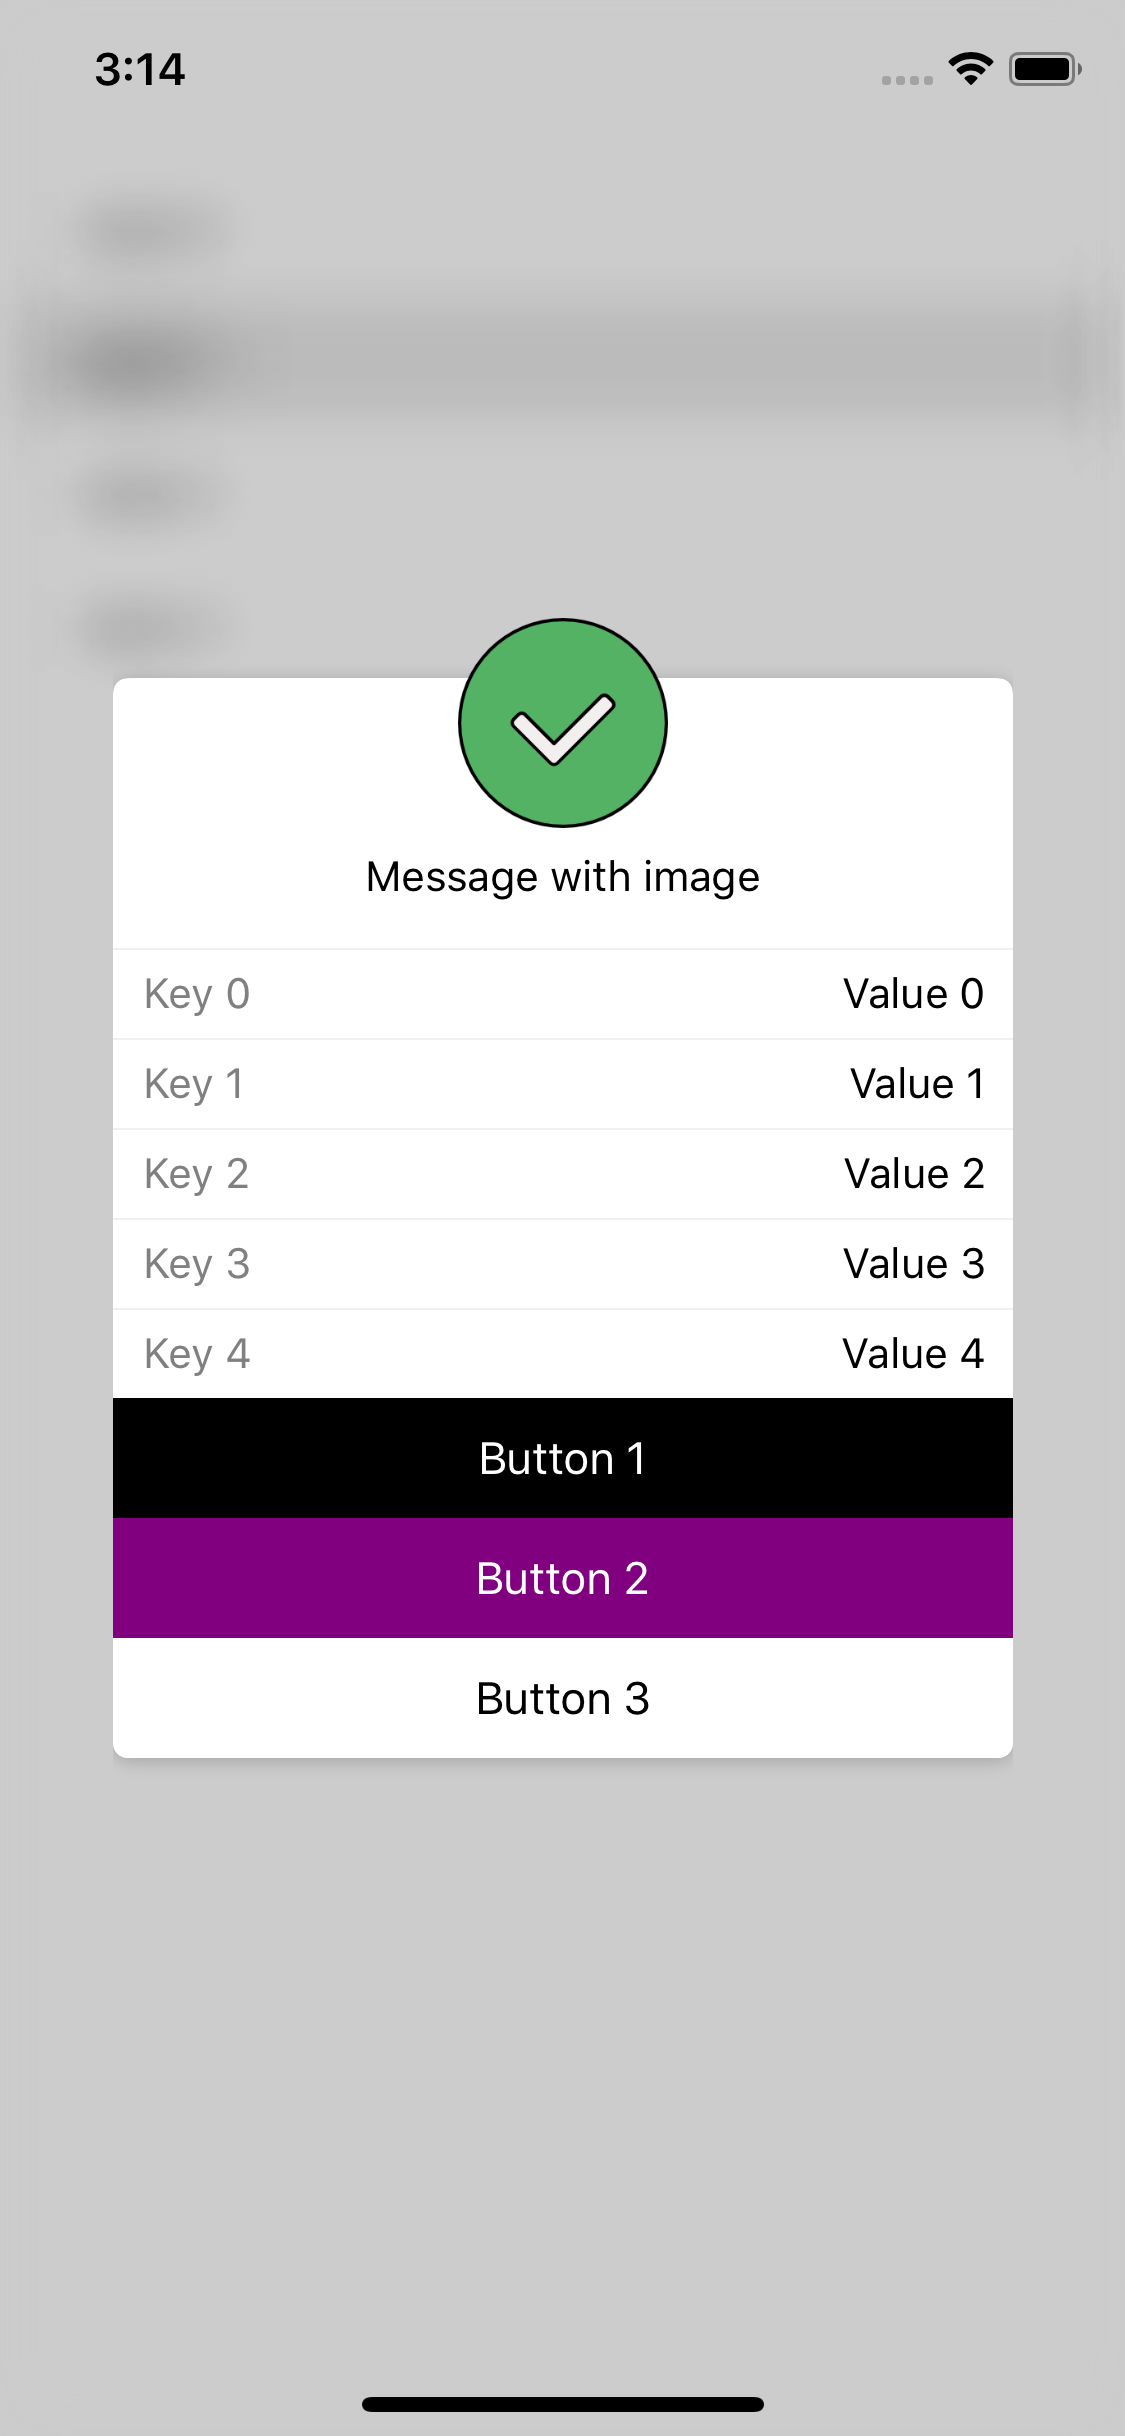 3:14
Message with image
Key 0 Value 0
Key 1 Value 1
Key 2 Value 2
Key 3 Value 3
Key 4 Value 4
Button 1
Button 2
Button 3